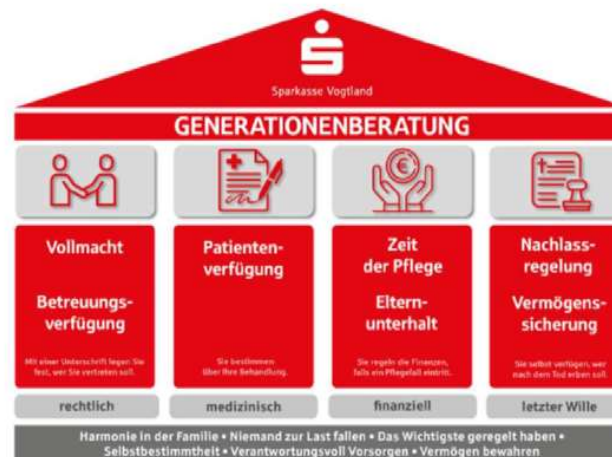 Sparkasse Vogtland
GENERATIONENBERATUNG
Vollmacht
Betreuungs-
verfügung
Mit einer Unterschrift legen Sie
fest, wer Sie vertreten soll.
rechtlich
Patienten-
verfügung
Sie bestimmen
über Ihre Behandlung.
medizinisch
Zeit
der Pflege
Eltern-
unterhalt
Sie regeln die Finanzen,
falls ein Pflegefall eintritt.
finanziell
Nachlass-
regelung
Vermögens-
sicherung
Sie selbst verfügen, wer
nach dem Tod erben soll.
letzter Wille
Harmonie in der Familie • Niemand zur Last fallen • Das Wichtigste geregelt haben •
Selbstbestimmtheit • Verantwortungsvoll Vorsorgen • Vermögen bewahren